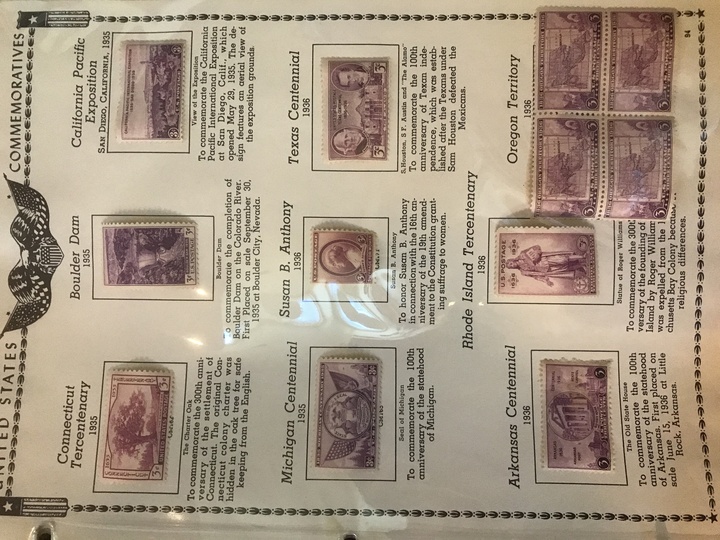 UNITED STATES
COMMEMORATIVES
Connecticut
Tercentenary
1935
The Charter Oak
To commemorate the 300th anni-
versary of the settlement of
Connecticut. The original Con-
necticut colony charter was
hidden in the oak tree for safe
keeping from the English.
Boulder Dam
1935
Boulder Dam
To commemorate the completion of
Boulder Dam on the Colorado River.
First Placed on sale September 30,
1935 at Boulder City, Nevada.
California Pacific
Exposition
SAN DIEGO, CALIFORNIA, 1935
View of the Exposition
To commemorate the California
Pacific International Exposition
at San Diego, Calif., which
opened May 29, 1935. The de-
sign features an aerial view of
the exposition grounds.
Michigan Centennial
1935
Seal of Michigan
To commemorate the 100th
anniversary of the statehood
of Michigan.
Susan B. Anthony
1936
Susan B. Anthony
To honor Susan B. Anthony
in connection with the 16th an-
niversary of the 19th amend-
ment to the Constitution grant-
ing suffrage to women.
Texas Centennial
1936
S. Houston, S.F. Austin and "The Alamo"
To commemorate the 100th
anniversary of Texan inde-
pendence, which was estab-
lished after the Texans under
Sam Houston defeated the
Mexicans.
Arkansas Centennial
1936
The Old State House
To commemorate the 100th
anniversary of the statehood
of Arkansas. First placed on
sale June 15, 1936 at Little
Rock, Arkansas.
Rhode Island Tercentenary
1936
U.S. POSTAGE
1636 1936
Statue of Roger Williams
To commemorate the 300
versary of the founding of
Island by Roger William
was expelled from the
chusetts Bay Colony becau
religious differences.
Oregon Territory
1936
94